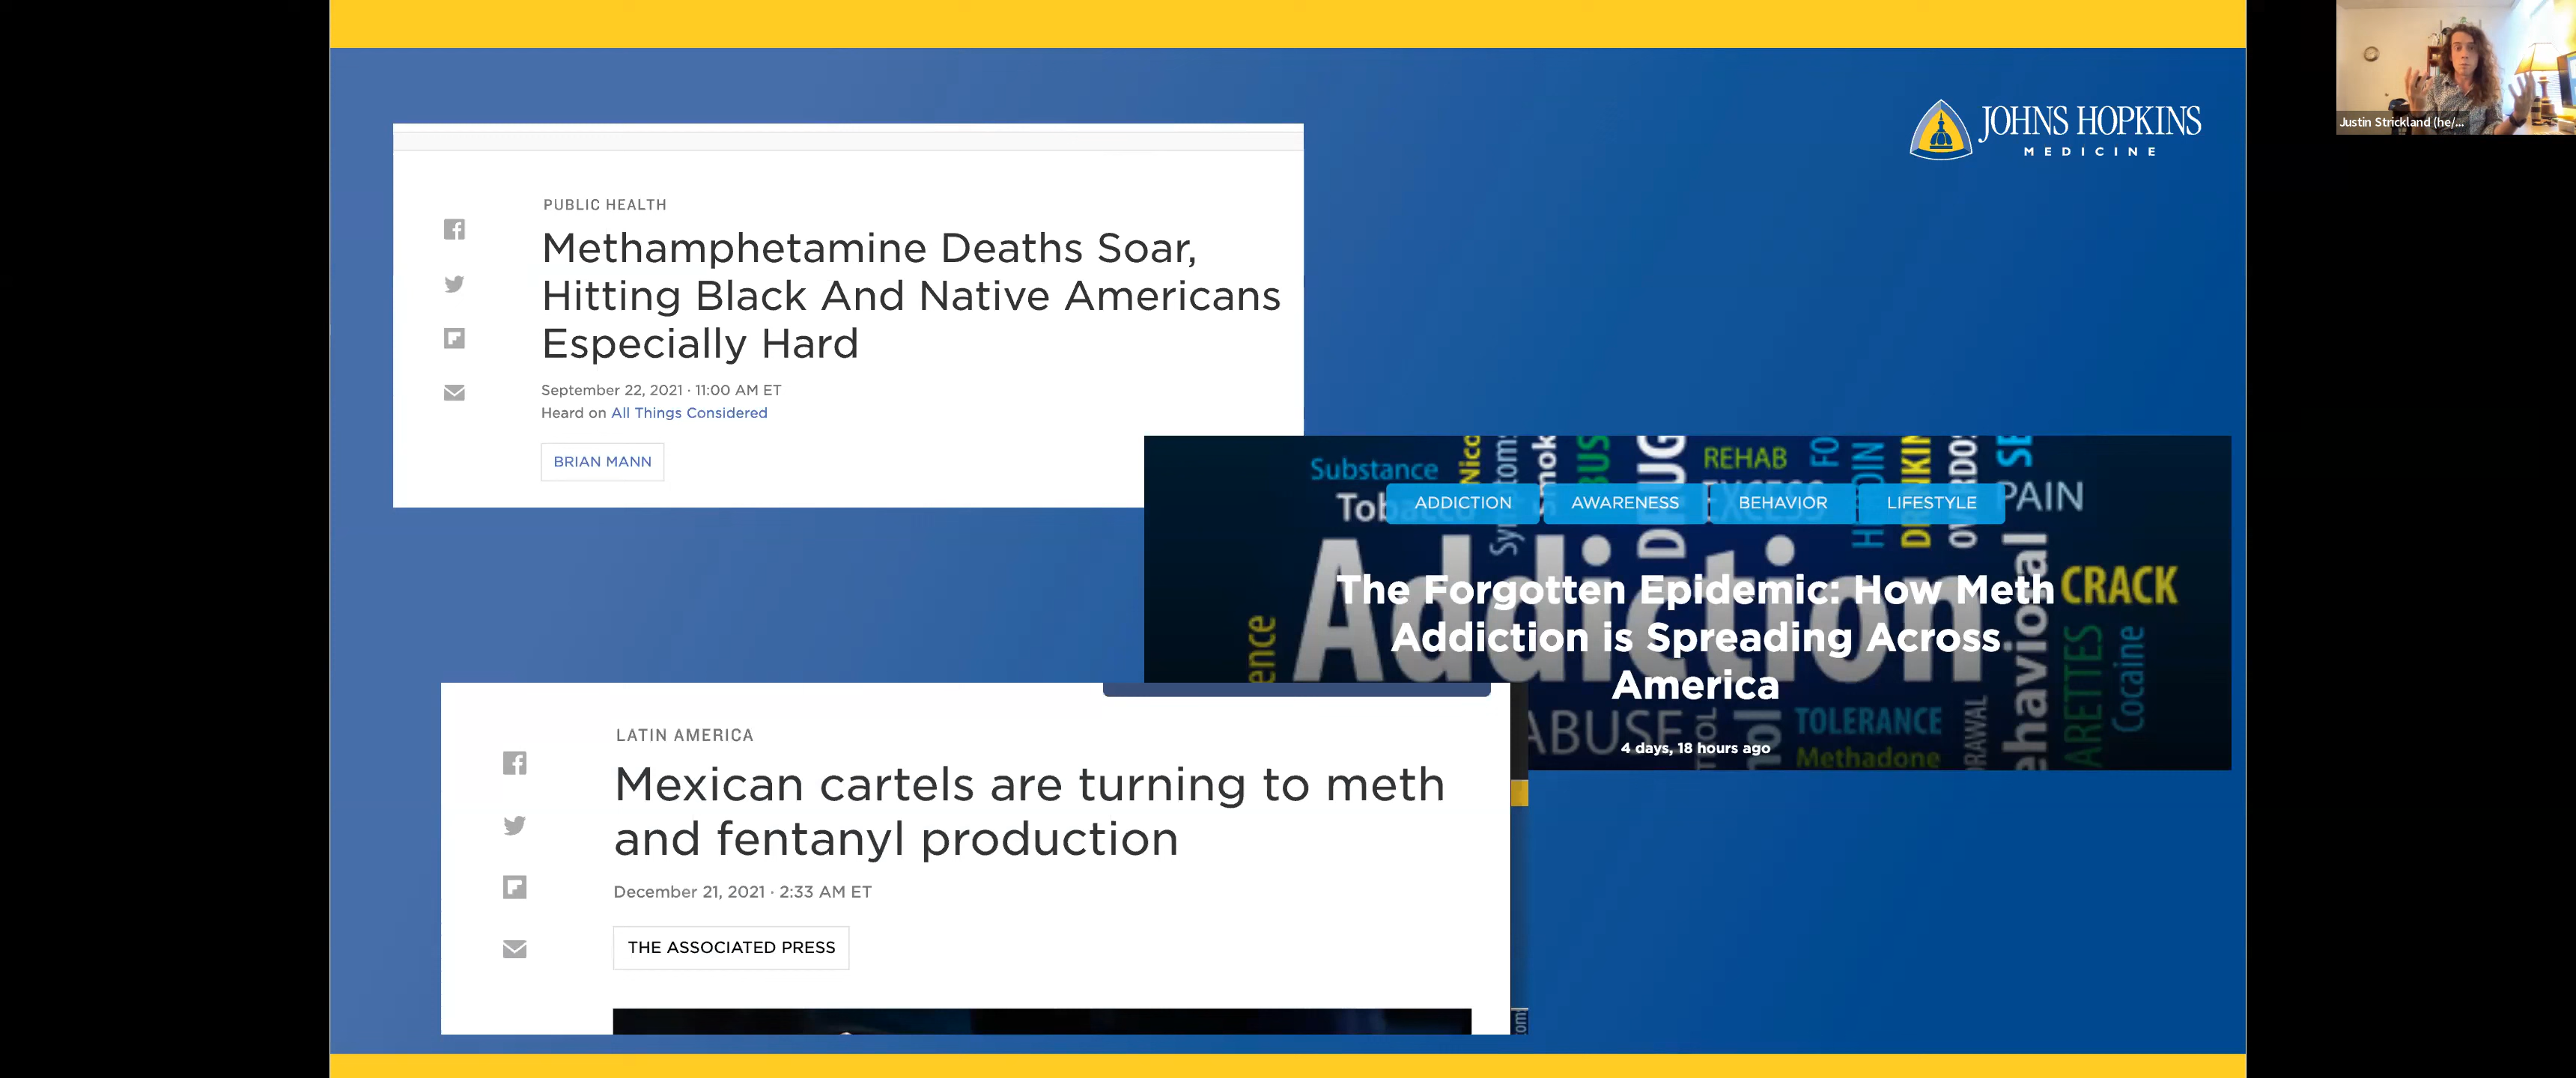 JOHNS HOPKINS
MEDICINE
Justin Strickland (he/...
PUBLIC HEALTH
Methamphetamine Deaths Soar,
Hitting Black And Native Americans
Especially Hard
September 22, 2021 · 11:00 AM ET
Heard on All Things Considered
BRIAN MANN
Substance
REHAB
PAIN
ADDICTION
AWARENESS
BEHAVIOR
LIFESTYLE
Addiction
The Forgotten Epidemic: How Meth
Addiction is Spreading Across
America
4 days, 18 hours ago
CRACK
Cocaine
ABUSE
TOLERANCE
Methadone
LATIN AMERICA
Mexican cartels are turning to meth
and fentanyl production
December 21, 2021 · 2:33 AM ET
THE ASSOCIATED PRESS